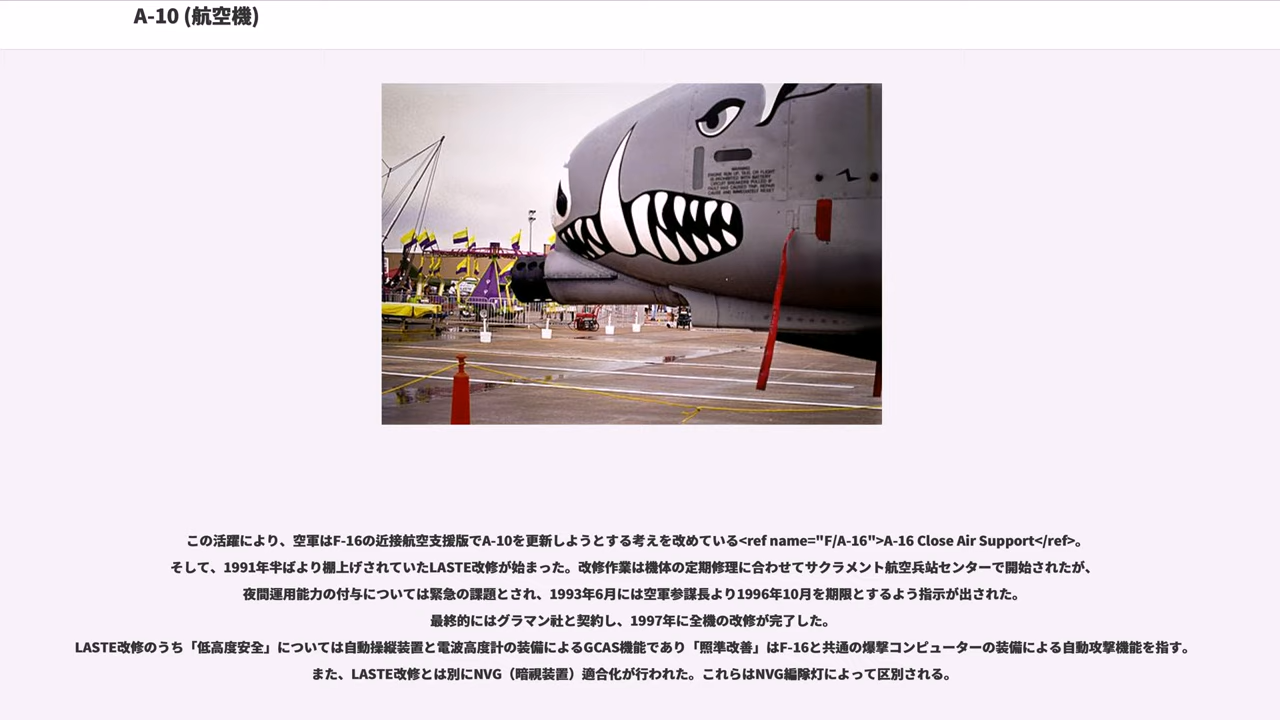 A-10 (航空機)
この活躍により、空軍はF-16の近接航空支援版でA-10を更新しようとする考えを改めている<ref name="F/A-16">A-16 Close Air Support</ref>。
そして、1991年半ばより棚上げされていたLASTE改修が始まった。改修作業は機体の定期修理に合わせてサクラメント航空兵站センターで開始されたが、
夜間運用能力の付与については緊急の課題とされ、1993年6月には空軍参謀長より1996年10月を期限とするよう指示が出された。
最終的にはグラマン社と契約し、1997年に全機の改修が完了した。
LASTE改修のうち「低高度安全」については自動操縦装置と電波高度計の装備によるGCAS機能であり「照準改善」はF-16と共通の爆撃コンピューターの装備による自動攻撃機能を指す。
また、LASTE改修とは別にNVG（暗視装置）適合化が行われた。これらはNVG編隊灯によって区別される。